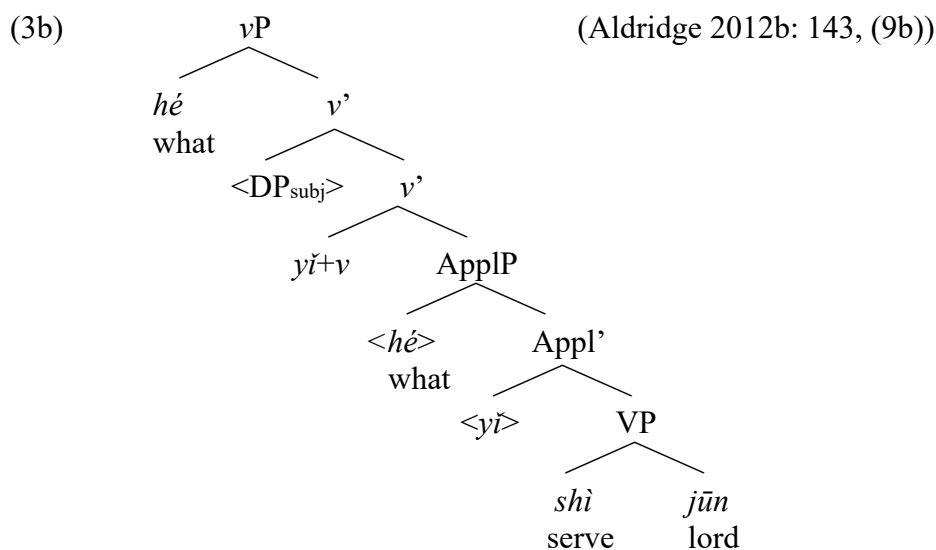 (3b) vP (Aldridge 2012b: 143, (9b))
hé v’
what
<DPsubj> v’
yǐ+v ApplP
<hé> Appl’
what
<yǐ> VP
shì jūn
serve lord